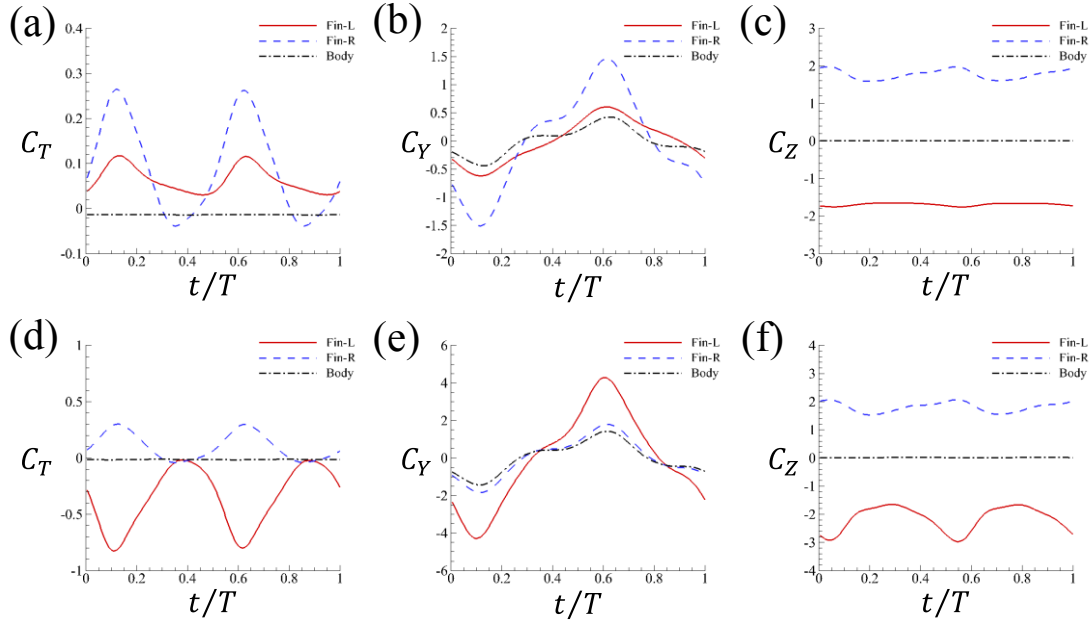 (a)
Fin-L
Fin-R
Body
0.4
0.3
0.2
0.1
0
-0.1
C_T
0 0.2 0.4 0.6 0.8 1
t/T
(b)
Fin-L
Fin-R
Body
2
1.5
1
0.5
0
-0.5
-1
-1.5
-2
C_Y
0 0.2 0.4 0.6 0.8 1
t/T
(c)
Fin-L
Fin-R
Body
3
2
1
0
-1
-2
-3
C_Z
0 0.2 0.4 0.6 0.8 1
t/T
(d)
Fin-L
Fin-R
Body
1
0.5
0
-0.5
-1
C_T
0 0.2 0.4 0.6 0.8 1
t/T
(e)
Fin-L
Fin-R
Body
6
4
2
0
-2
-4
-6
C_Y
0 0.2 0.4 0.6 0.8 1
t/T
(f)
Fin-L
Fin-R
Body
4
3
2
1
0
-1
-2
-3
-4
C_Z
0 0.2 0.4 0.6 0.8 1
t/T